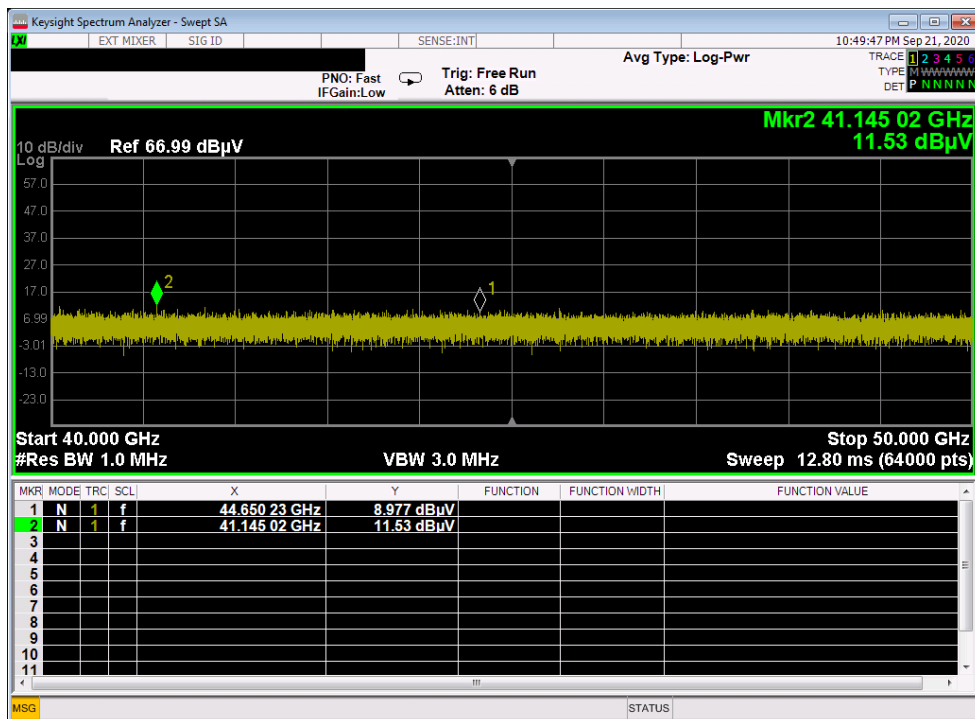 Keysight Spectrum Analyzer - Swept SA
LXI EXT MIXER SIG ID SENSE:INT 10:49:47 PM Sep 21, 2020
Avg Type: Log-Pwr TRACE 1 2 3 4 5 6
PNO: Fast Trig: Free Run TYPE M W W W W W
IFGain:Low Atten: 6 dB DET P N N N N N
Mkr2 41.145 02 GHz
10 dB/div Ref 66.99 dBµV 11.53 dBµV
Log
57.0
47.0
37.0
27.0
2
17.0
1
6.99
-3.01
-13.0
-23.0
Start 40.000 GHz Stop 50.000 GHz
#Res BW 1.0 MHz VBW 3.0 MHz Sweep 12.80 ms (64000 pts)
MKR MODE TRC SCL X Y FUNCTION FUNCTION WIDTH FUNCTION VALUE
1 N 1 f 44.650 23 GHz 8.977 dBµV
2 N 1 f 41.145 02 GHz 11.53 dBµV
3
4
5
6
7
8
9
10
11
MSG STATUS